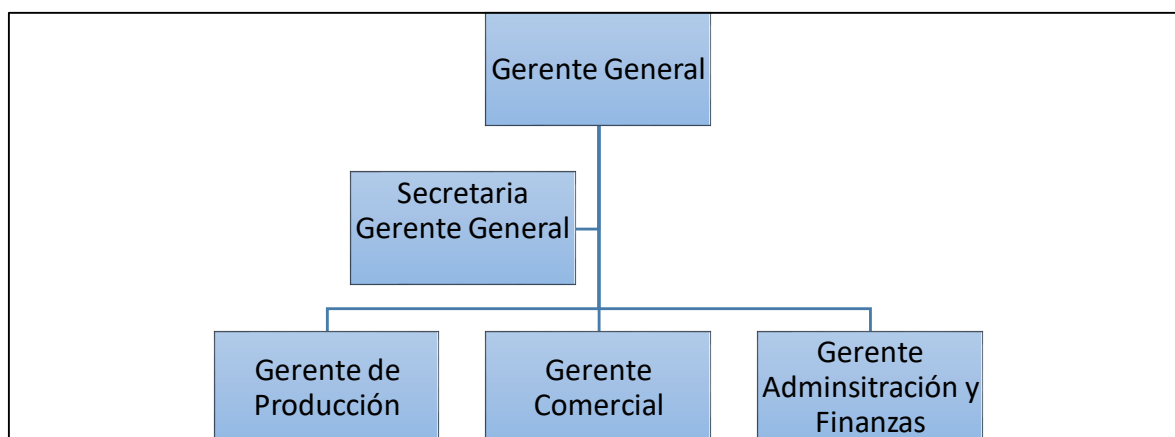 Gerente General
Secretaria
Gerente General
Gerente de
Producción
Gerente
Comercial
Gerente
Adminsitración y
Finanzas